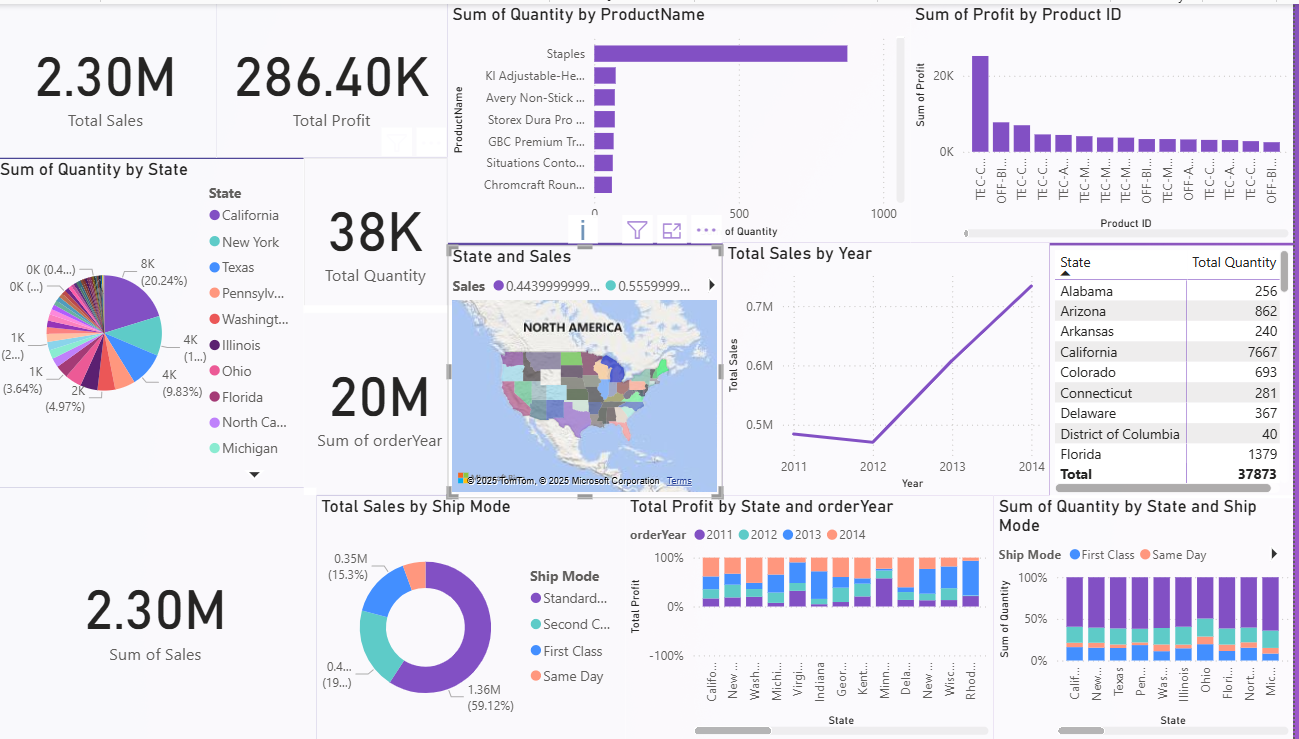 2.30M
Total Sales
286.40K
Total Profit
Sum of Quantity by ProductName
ProductName
Staples
KI Adjustable-He...
Avery Non-Stick ...
Storex Dura Pro ...
GBC Premium Tr...
Situations Conto...
Chromcraft Roun...
0
500
1000
of Quantity
Sum of Profit by Product ID
Sum of Profit
20K
0K
TEC-C...
OFF-BI...
TEC-C...
TEC-C...
TEC-A...
TEC-M...
TEC-M...
TEC-M...
OFF-BI...
TEC-M...
OFF-A...
TEC-C...
TEC-A...
TEC-C...
OFF-BI...
Product ID
Sum of Quantity by State
State
California
New York
Texas
Pennsylv...
Washingt...
Illinois
Ohio
Florida
North Ca...
Michigan
8K
(20.24%)
4K
(1...)
4K
(9.83%)
2K
(4.97%)
1K
(3.64%)
1K
(2...)
0K (...)
0K (0.4...)
38K
Total Quantity
20M
Sum of orderYear
State and Sales
Sales
0.4439999999...
0.5559999...
NORTH AMERICA
© 2025 TomTom, © 2025 Microsoft Corporation
Terms
Total Sales by Year
Total Sales
0.7M
0.6M
0.5M
2011
2012
2013
2014
Year
State Total Quantity
Alabama 256
Arizona 862
Arkansas 240
California 7667
Colorado 693
Connecticut 281
Delaware 367
District of Columbia 40
Florida 1379
Total 37873
2.30M
Sum of Sales
Total Sales by Ship Mode
0.35M
(15.3%)
0.4...
(19...)
1.36M
(59.12%)
Ship Mode
Standard...
Second C...
First Class
Same Day
Total Profit by State and orderYear
orderYear 2011 2012 2013 2014
Total Profit
100%
0%
-100%
Califo...
New ...
Wash...
Michi...
Virgi...
Indiana
Geor...
Kent...
Minn...
Dela...
New ...
Wisc...
Rhod...
State
Sum of Quantity by State and Ship
Mode
Ship Mode First Class Same Day
Sum of Quantity
100%
50%
0%
Calif...
New...
Texas
Pen...
Was...
Illinois
Ohio
Flori...
Nort...
Mic...
State